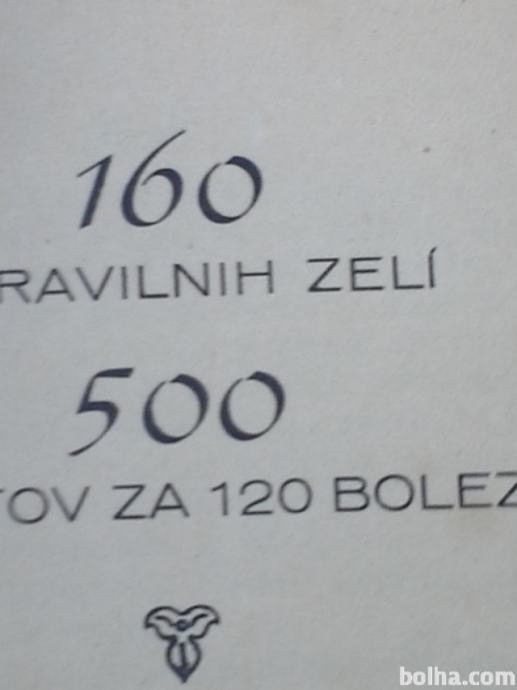 160
RAVILNIH ZELÍ
500
TOV ZA 120 BOLEZ
bolha.com